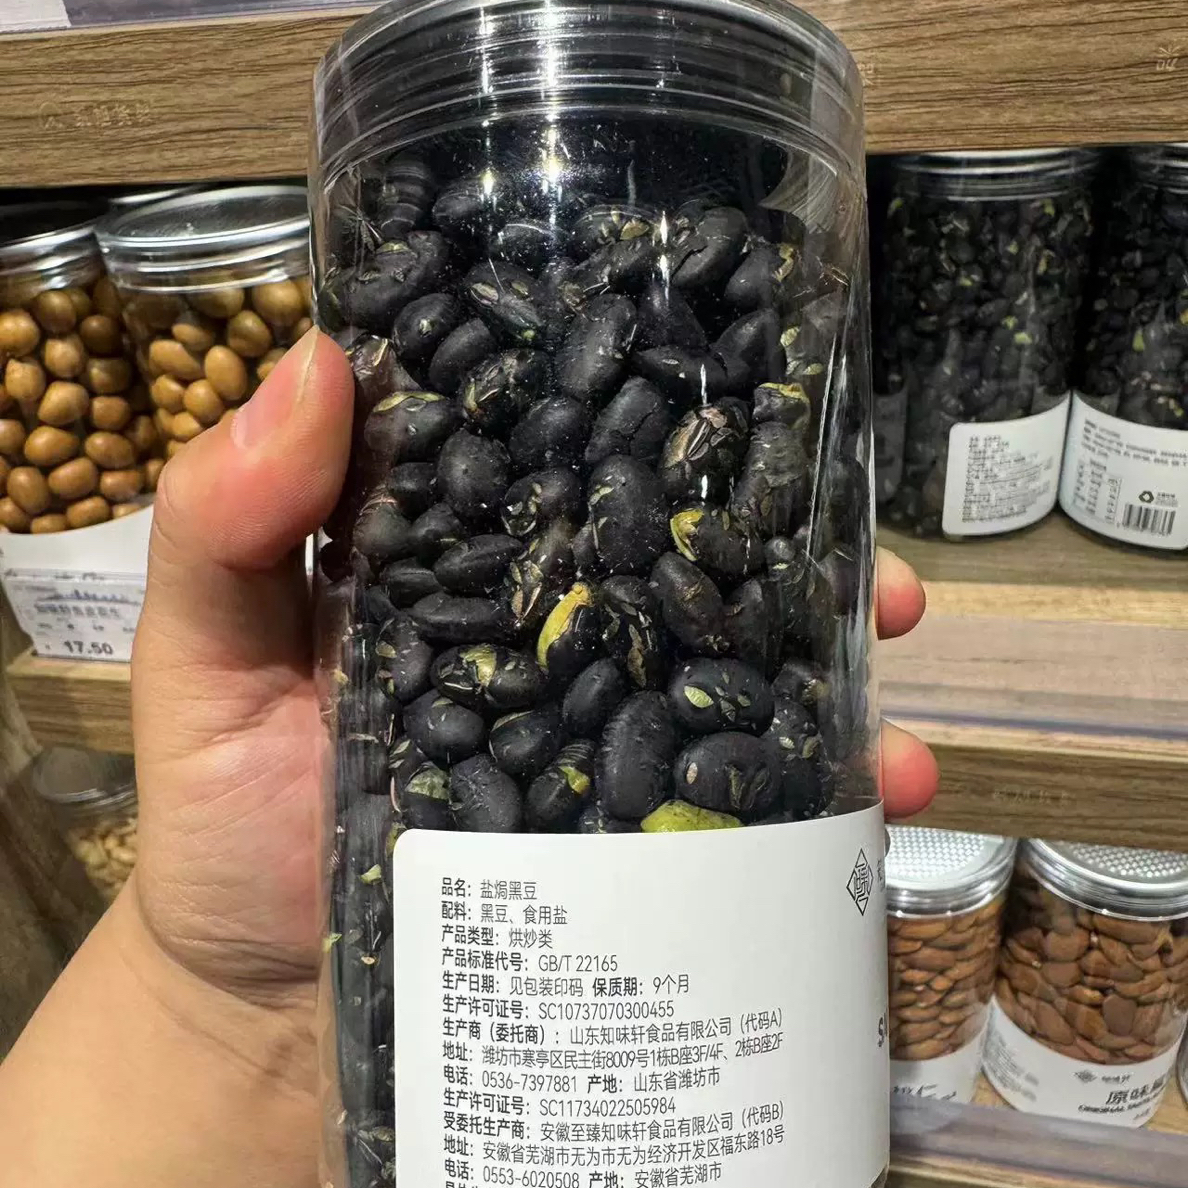 品名：盐焗黑豆
配料：黑豆、食用盐
产品类型：烘炒类
产品标准代号：GB/T 22165
生产日期：见包装印码 保质期：9个月
生产许可证号：SC10737070300455
生产商（委托商）：山东知味轩食品有限公司（代码A）
地址：潍坊市寒亭区民主街8009号1栋B座3F/4F、2栋B座2F
电话：0536-7397881 产地：山东省潍坊市
生产许可证号：SC11734022505984
受委托生产商：安徽至臻知味轩食品有限公司（代码B）
地址：安徽省芜湖市无为市无为经济开发区福东路18号
电话：0553-6020508 产地：安徽省芜湖市
17.50
原味